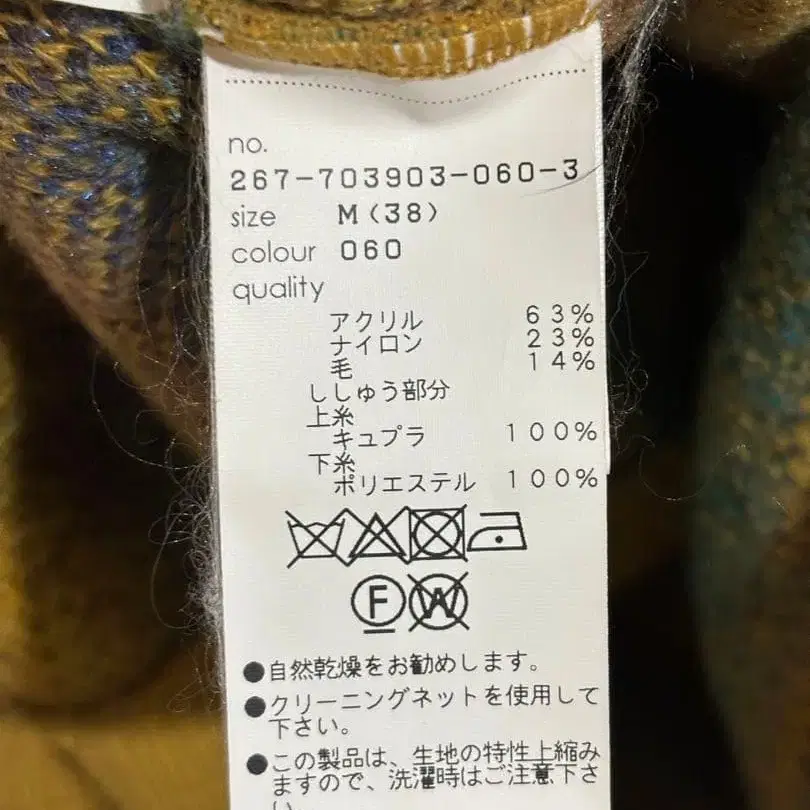 no.
267-703903-060-3
size M(38)
colour 060
quality
アクリル 63%
ナイロン 23%
毛 14%
ししゅう部分
上糸
キュプラ 100%
下糸
ポリエステル 100%
F W
●自然乾燥をお勧めします。
●クリーニングネットを使用して
下さい。
●この製品は、生地の特性上縮み
ますので、洗濯時はご注意下さ
い。